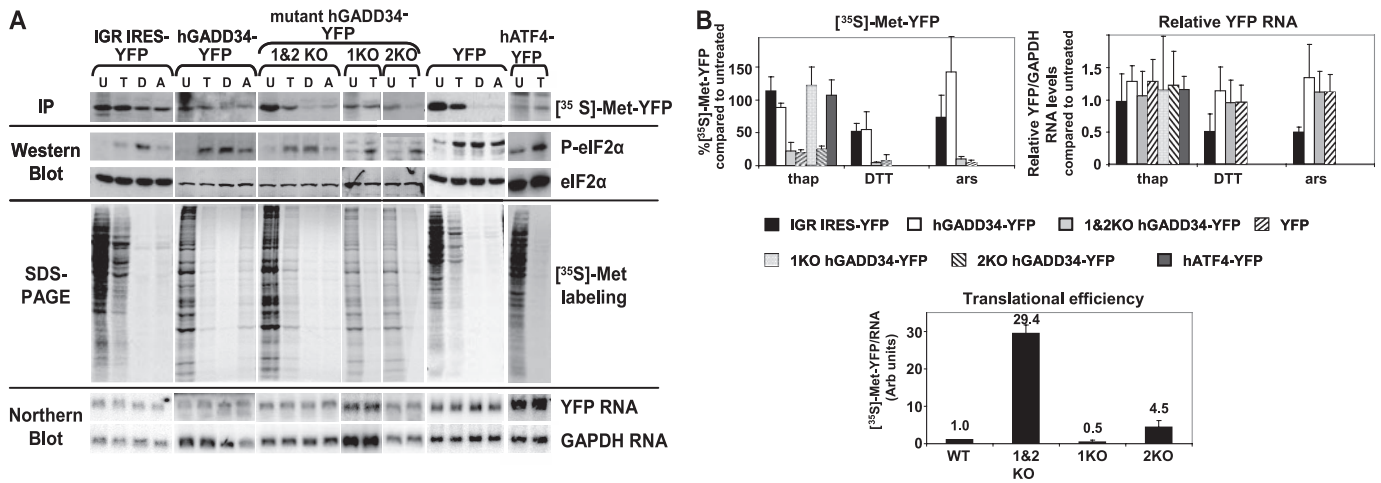 A
IGR IRES-
YFP
hGADD34-
YFP
mutant hGADD34-
YFP
1&2 KO
1KO
2KO
YFP
hATF4-
YFP
U T D A
U T D A
U T D A
U T
U T
U T D A
U T
IP
[35 S]-Met-YFP
Western
Blot
P-eIF2α
eIF2α
SDS-
PAGE
[35S]-Met
labeling
Northern
Blot
YFP RNA
GAPDH RNA
B
[35S]-Met-YFP
%[35S]-Met-YFP
compared to untreated
150
100
50
0
thap DTT ars
Relative YFP RNA
Relative YFP/GAPDH
RNA levels
compared to untreated
1.5
1.0
0.5
0
thap DTT ars
IGR IRES-YFP hGADD34-YFP 1&2KO hGADD34-YFP YFP
1KO hGADD34-YFP 2KO hGADD34-YFP hATF4-YFP
Translational efficiency
[35S]-Met-YFP/RNA
(Arb units)
30
20
10
0
1.0
29.4
0.5
4.5
WT 1&2 1KO 2KO
KO